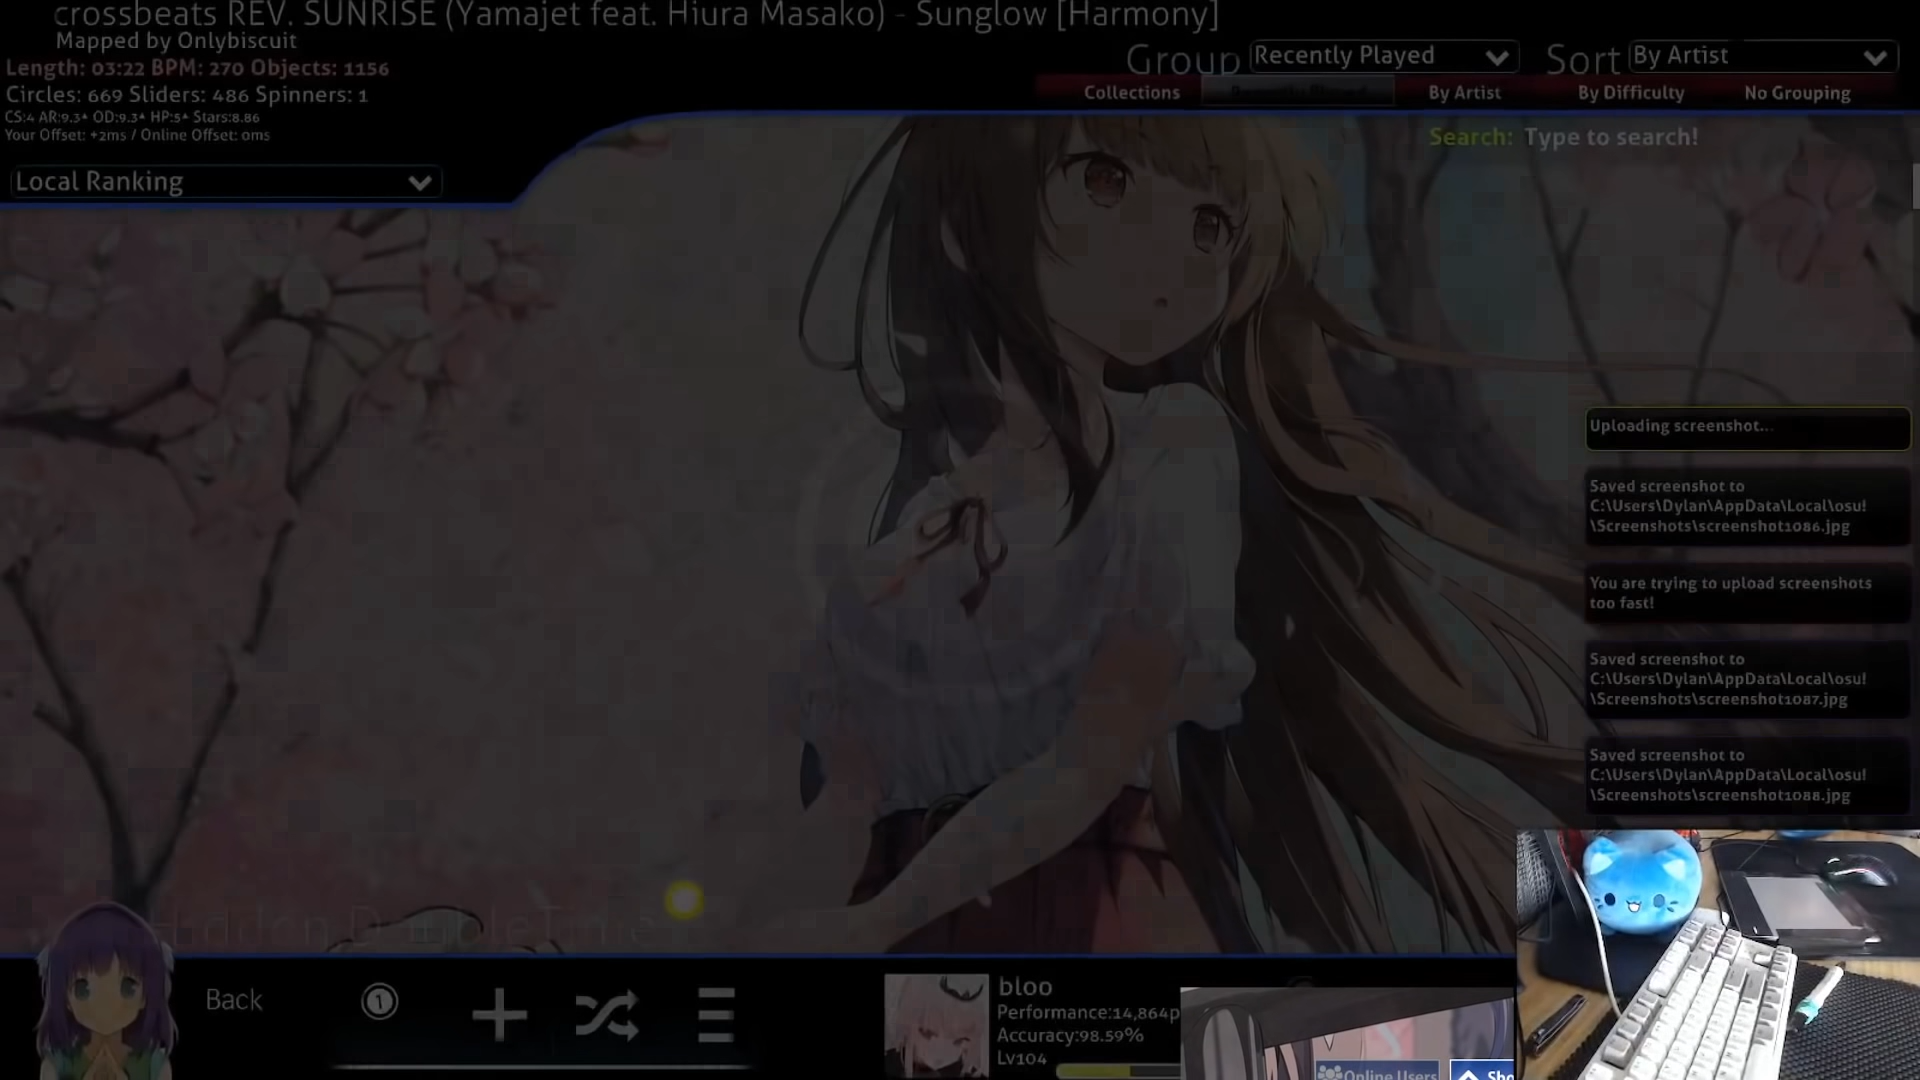 crossbeats REV. SUNRISE (Yamajet feat. Hiura Masako) - Sunglow [Harmony]
Mapped by Onlybiscuit
Length: 03:22 BPM: 270 Objects: 1156
Circles: 669 Sliders: 486 Spinners: 1
CS:4 AR:9.3 OD:9.3 HP:5 Stars:8.86
Your Offset: +2ms / Online Offset: 0ms
Local Ranking
Group Recently Played Sort By Artist
Collections Recently Played By Artist By Difficulty No Grouping
Search: Type to search!
Uploading screenshot...
Saved screenshot to
C:\Users\Dylan\AppData\Local\osu!
\Screenshots\screenshot1086.jpg
You are trying to upload screenshots
too fast!
Saved screenshot to
C:\Users\Dylan\AppData\Local\osu!
\Screenshots\screenshot1087.jpg
Saved screenshot to
C:\Users\Dylan\AppData\Local\osu!
\Screenshots\screenshot1088.jpg
Hidden DoubleTime
Back
1
bloo
Performance:14,864p
Accuracy:98.59%
Lv104
Online Users
Sho